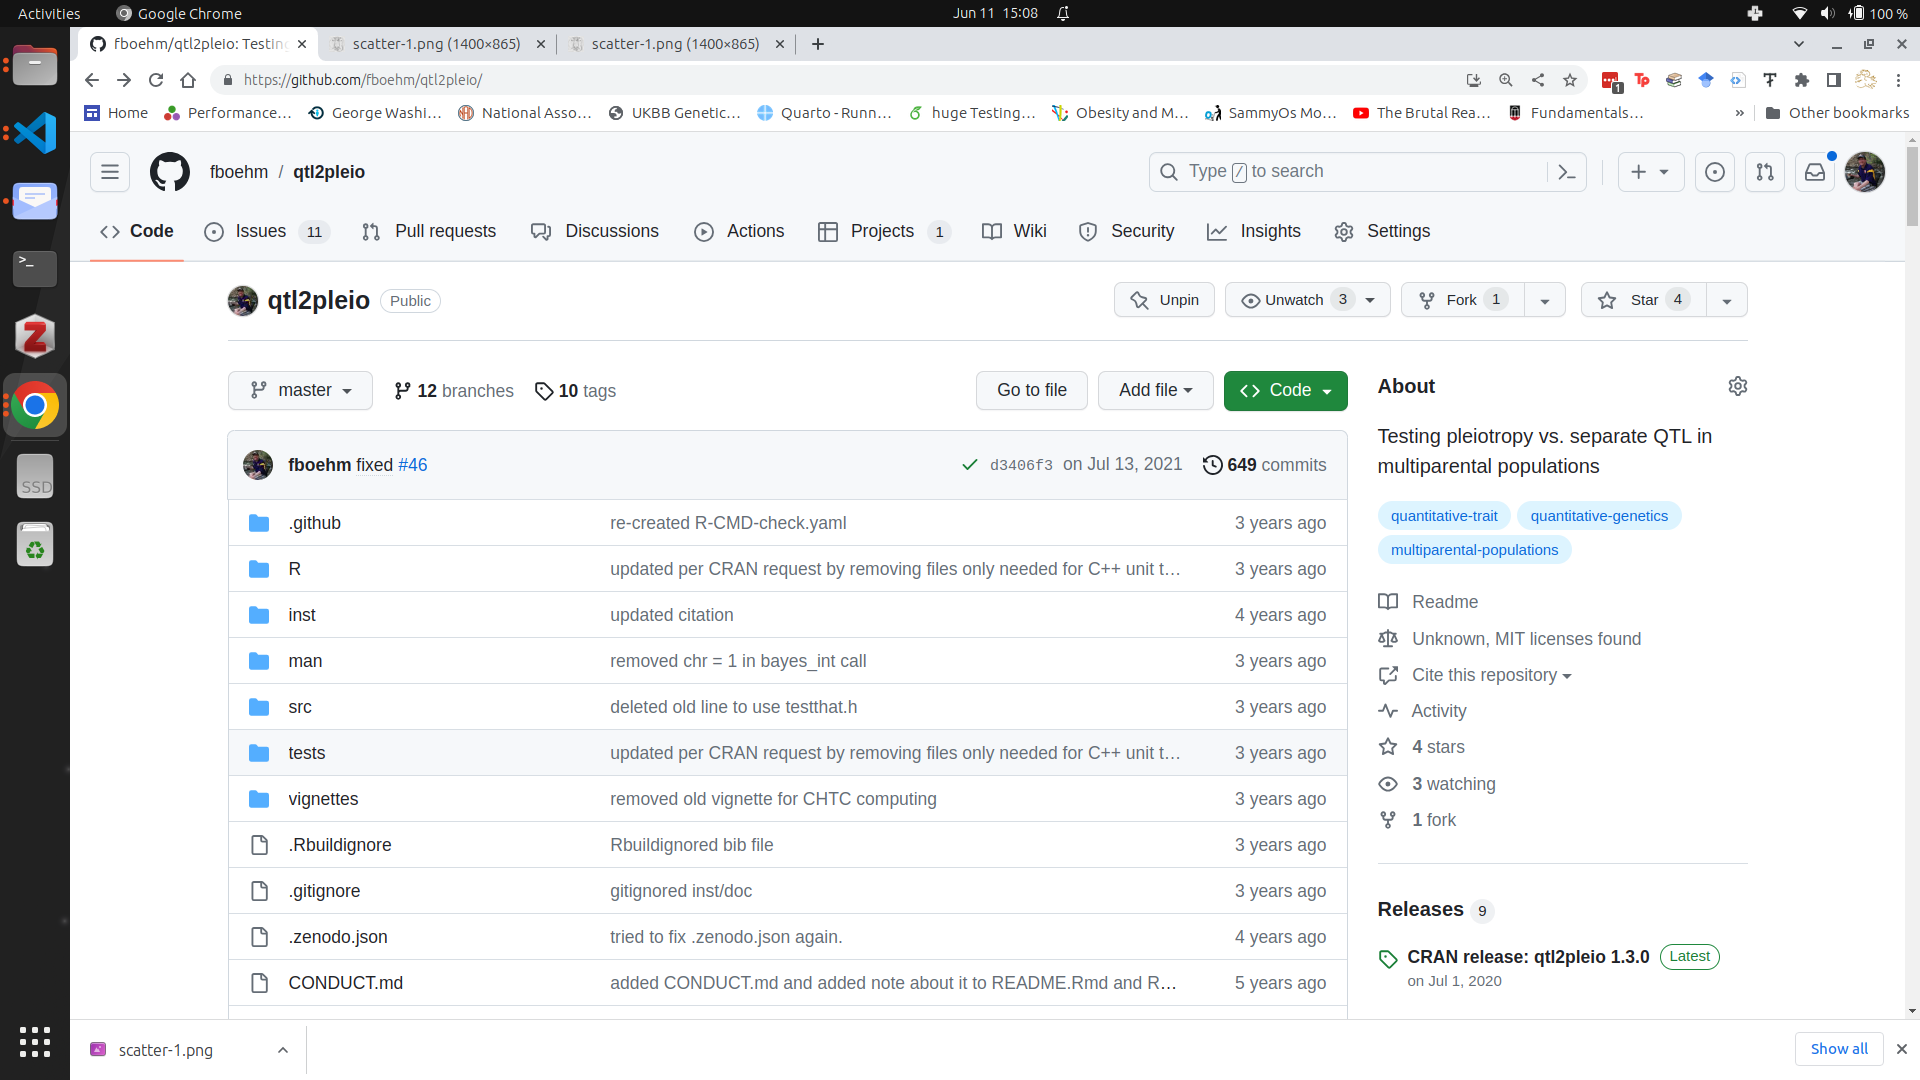 Activities
Google Chrome
Jun 11 15:08
100 %
fboehm/qtl2pleio: Testing
scatter-1.png (1400×865)
scatter-1.png (1400×865)
https://github.com/fboehm/qtl2pleio/
1
Tp
Home
Performance…
George Washi…
National Asso…
UKBB Genetic…
Quarto - Runn…
huge Testing…
Obesity and M…
SammyOs Mo…
The Brutal Rea…
Fundamentals…
»
Other bookmarks
fboehm / qtl2pleio
Type / to search
Code
Issues 11
Pull requests
Discussions
Actions
Projects 1
Wiki
Security
Insights
Settings
qtl2pleio Public
Unpin
Unwatch 3
Fork 1
Star 4
master
12 branches
10 tags
Go to file
Add file
Code
fboehm fixed #46
d3406f3 on Jul 13, 2021
649 commits
.github re-created R-CMD-check.yaml 3 years ago
R updated per CRAN request by removing files only needed for C++ unit t… 3 years ago
inst updated citation 4 years ago
man removed chr = 1 in bayes_int call 3 years ago
src deleted old line to use testthat.h 3 years ago
tests updated per CRAN request by removing files only needed for C++ unit t… 3 years ago
vignettes removed old vignette for CHTC computing 3 years ago
.Rbuildignore Rbuildignored bib file 3 years ago
.gitignore gitignored inst/doc 3 years ago
.zenodo.json tried to fix .zenodo.json again. 4 years ago
CONDUCT.md added CONDUCT.md and added note about it to README.Rmd and R… 5 years ago
About
Testing pleiotropy vs. separate QTL in
multiparental populations
quantitative-trait quantitative-genetics
multiparental-populations
Readme
Unknown, MIT licenses found
Cite this repository
Activity
4 stars
3 watching
1 fork
Releases 9
CRAN release: qtl2pleio 1.3.0 Latest
on Jul 1, 2020
>_
Z
SSD
scatter-1.png
Show all